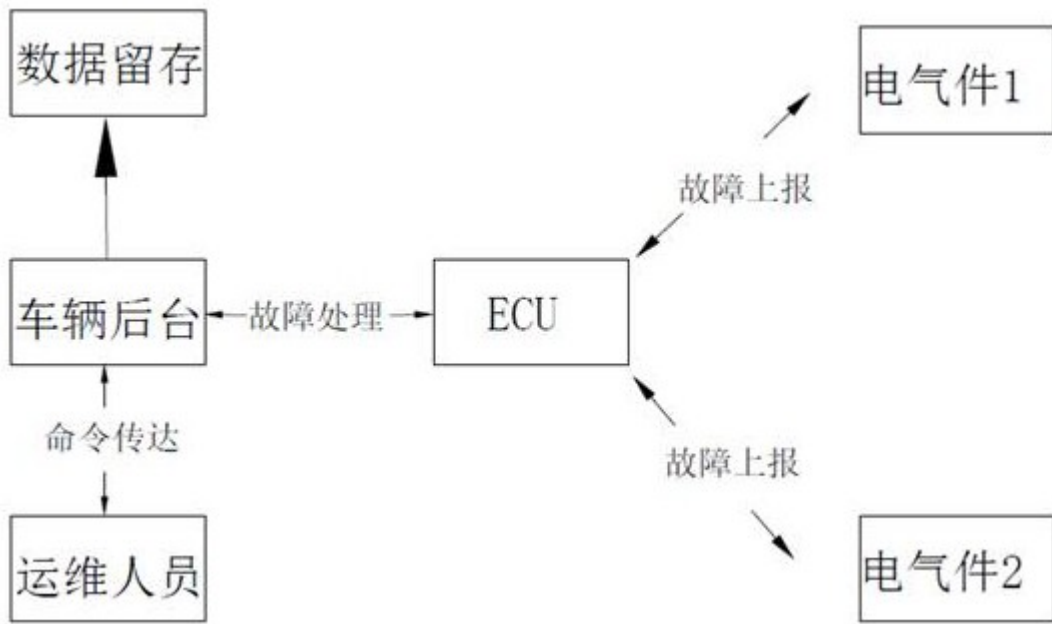 数据留存
电气件1
故障上报
车辆后台
故障处理
ECU
命令传达
故障上报
运维人员
电气件2